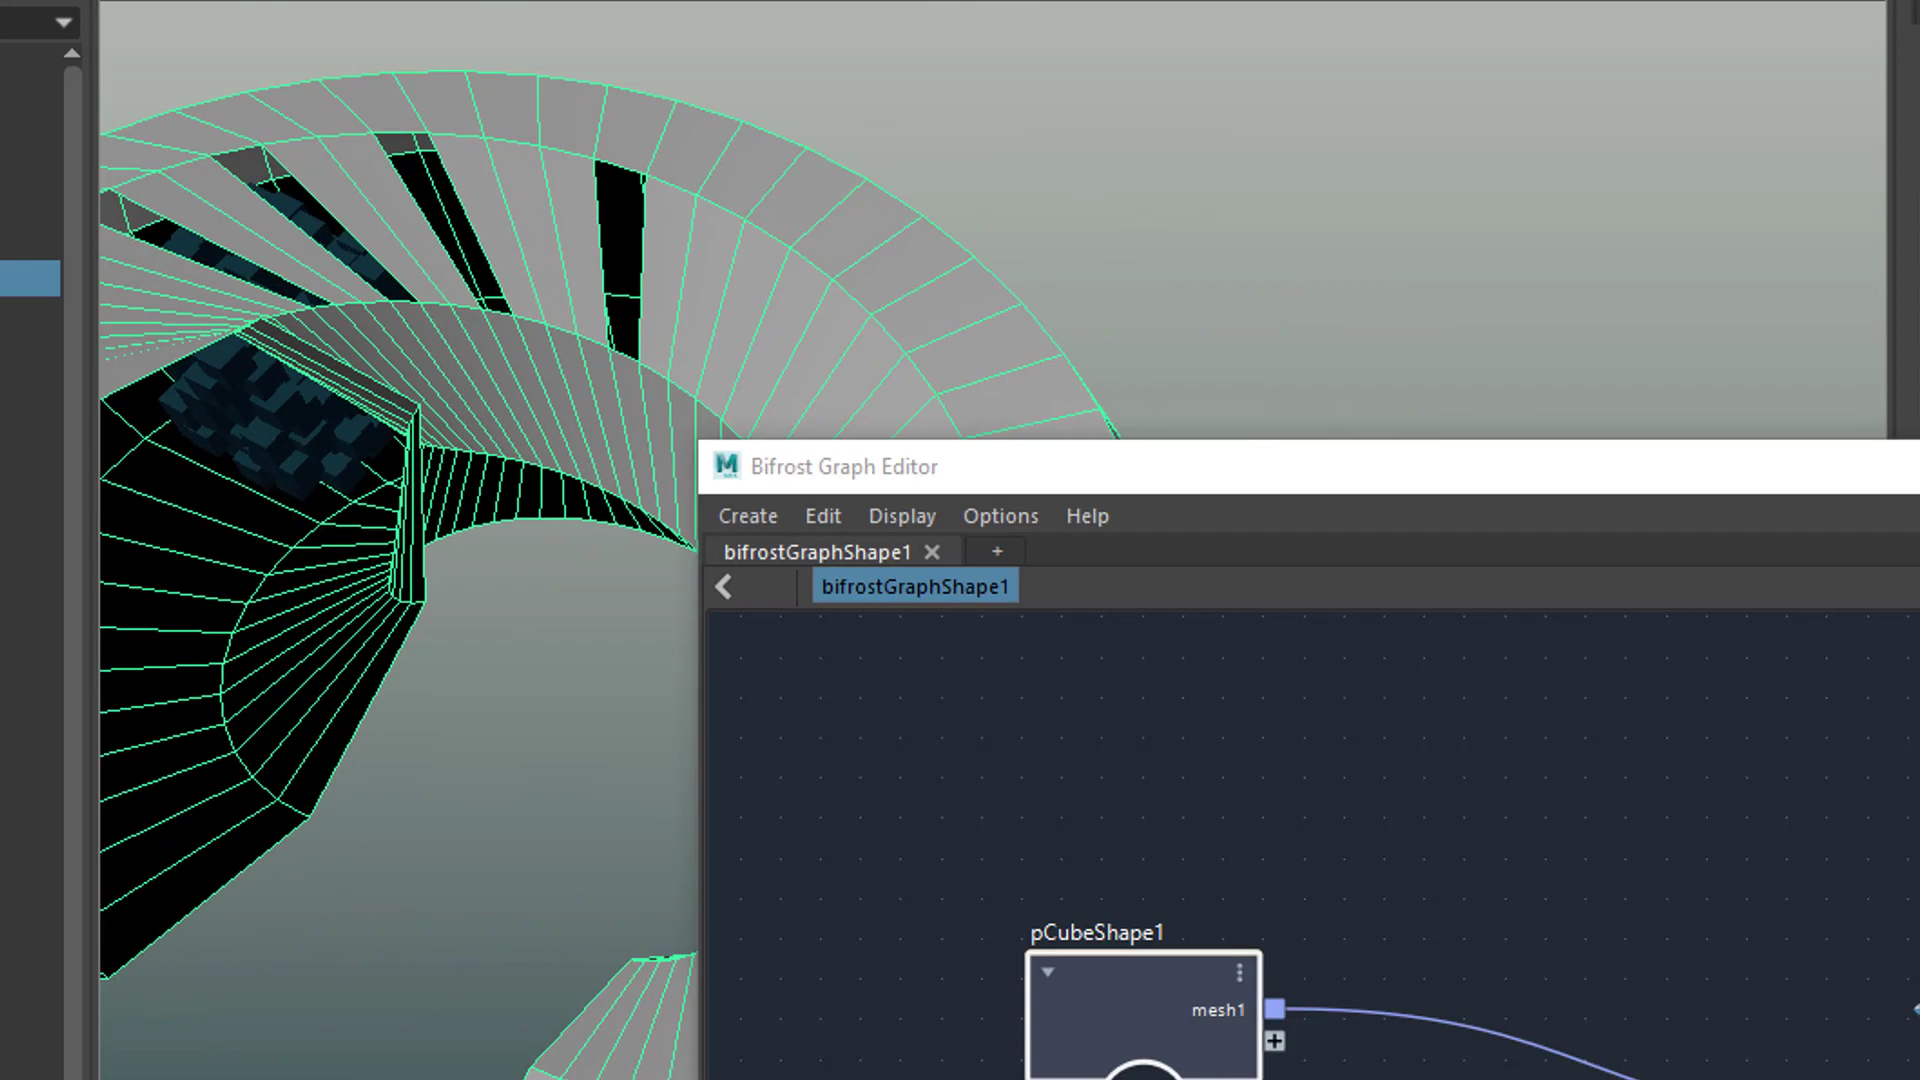 Bifrost Graph Editor
Create Edit Display Options Help
bifrostGraphShape1
bifrostGraphShape1
pCubeShape1
mesh1